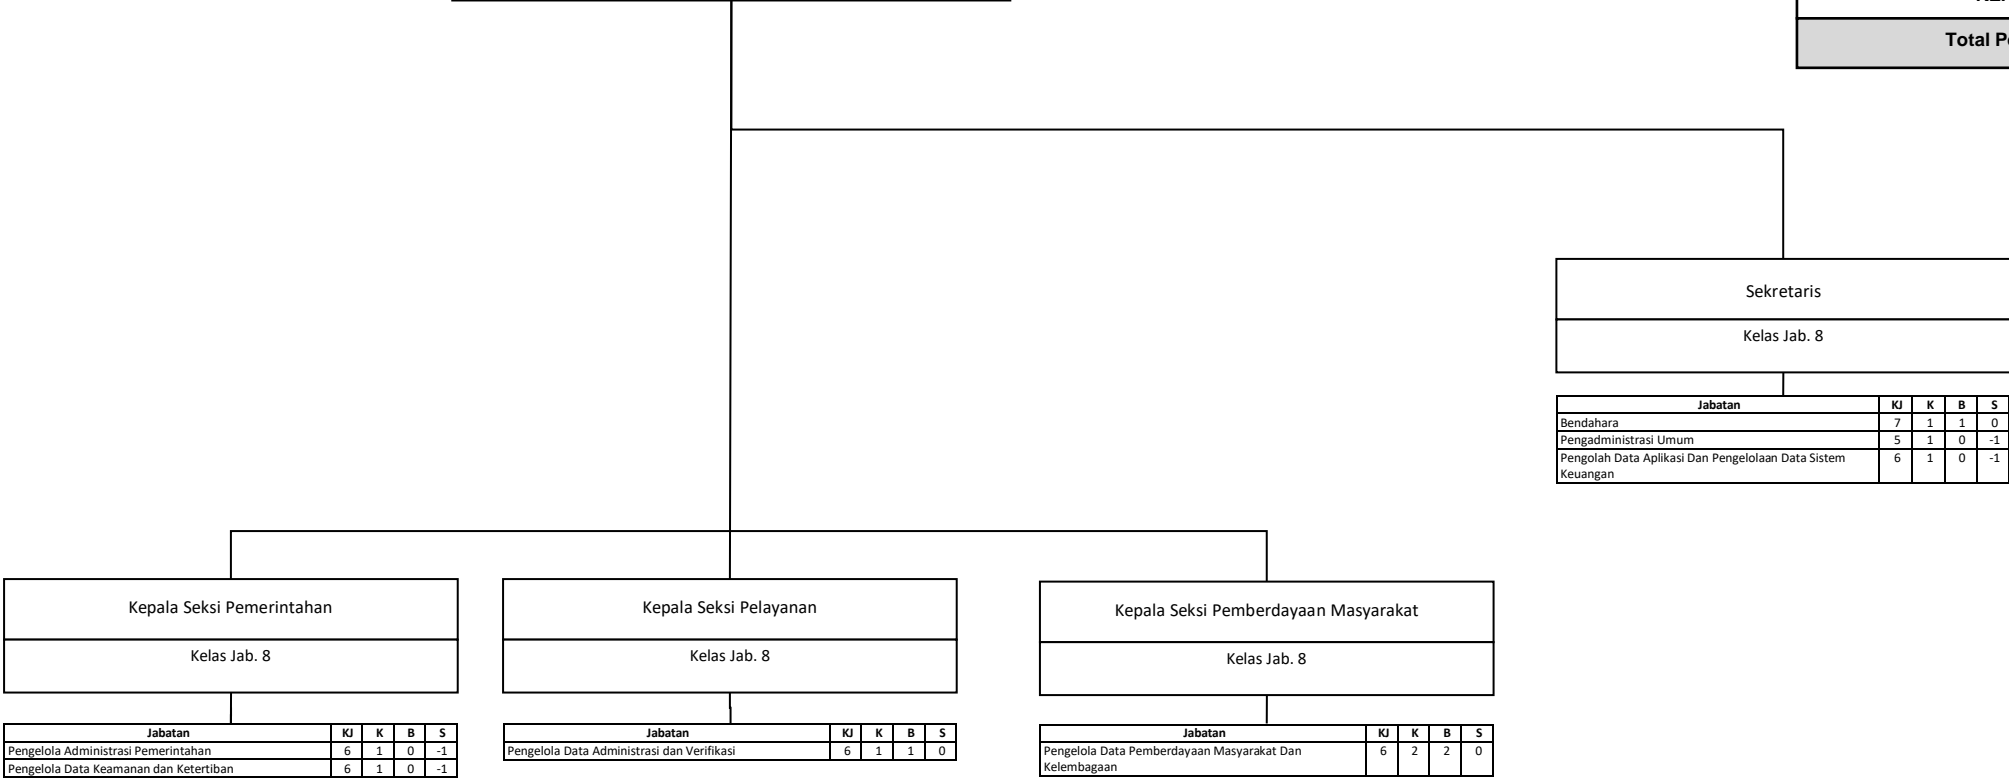 Total
Sekretaris
Kelas Jab. 8
Jabatan KJ K B S
Bendahara 7 1 1 0
Pengadministrasi Umum 5 1 0 -1
Pengolah Data Aplikasi Dan Pengelolaan Data Sistem 6 1 0 -1
Keuangan
Kepala Seksi Pemerintahan
Kelas Jab. 8
Jabatan KJ K B S
Pengelola Administrasi Pemerintahan 6 1 0 -1
Pengelola Data Keamanan dan Ketertiban 6 1 0 -1
Kepala Seksi Pelayanan
Kelas Jab. 8
Jabatan KJ K B S
Pengelola Data Administrasi dan Verifikasi 6 1 1 0
Kepala Seksi Pemberdayaan Masyarakat
Kelas Jab. 8
Jabatan KJ K B S
Pengelola Data Pemberdayaan Masyarakat Dan 6 2 2 0
Kelembagaan